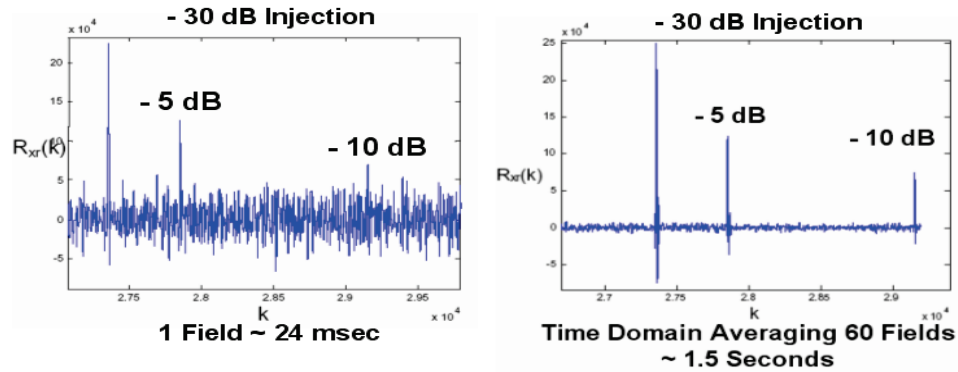 - 30 dB Injection
x 10^4
20
15
- 5 dB
10
- 10 dB
R_xr(k)
5
0
-5
2.75 2.8 2.85 2.9 2.95
k
x 10^4
1 Field ~ 24 msec
- 30 dB Injection
x 10^4
25
20
15
- 5 dB
- 10 dB
10
R_xr(k)
5
0
-5
2.7 2.75 2.8 2.85 2.9
k
x 10^4
Time Domain Averaging 60 Fields
~ 1.5 Seconds